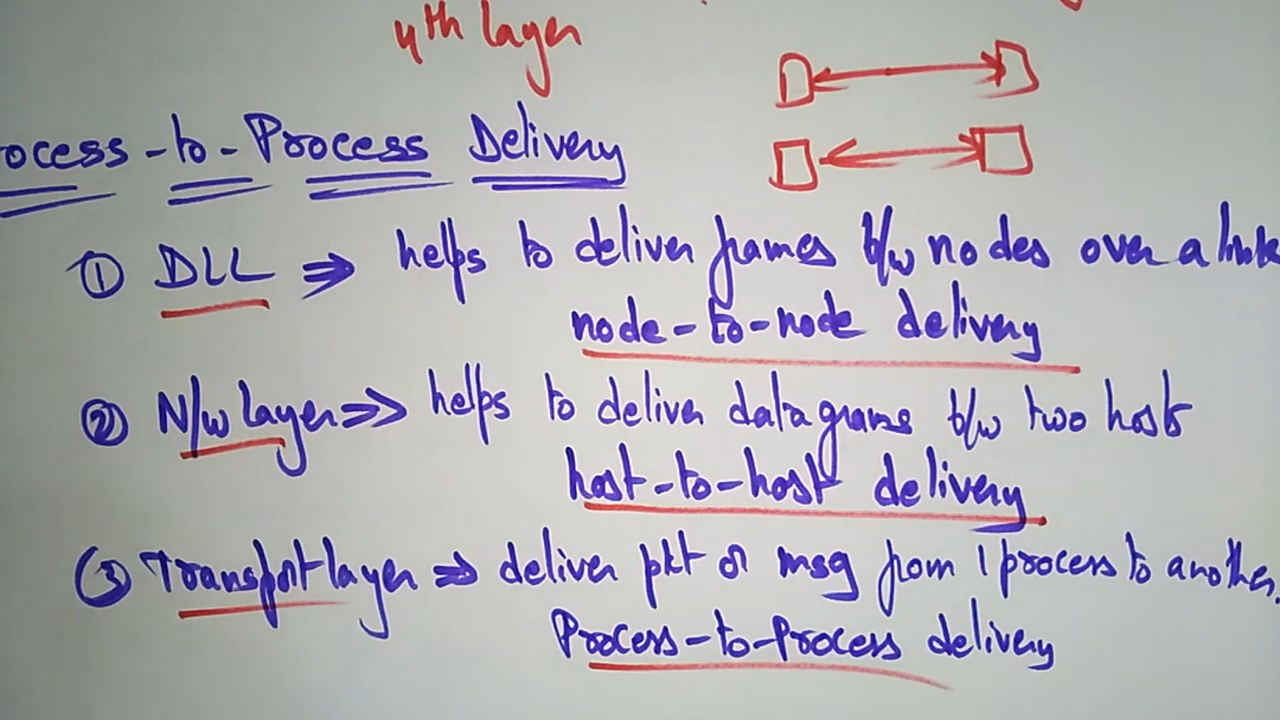 4th layer
ocess-to-Process Delivery
① DLL ⇒ helps to deliver frames b/w nodes over a link
node-to-node delivery
② N/w layer ⇒ helps to deliver datagrams b/w two hosts
host-to-host delivery
③ Transport layer ⇒ deliver pkt or msg from 1 process to another.
Process-to-Process delivery